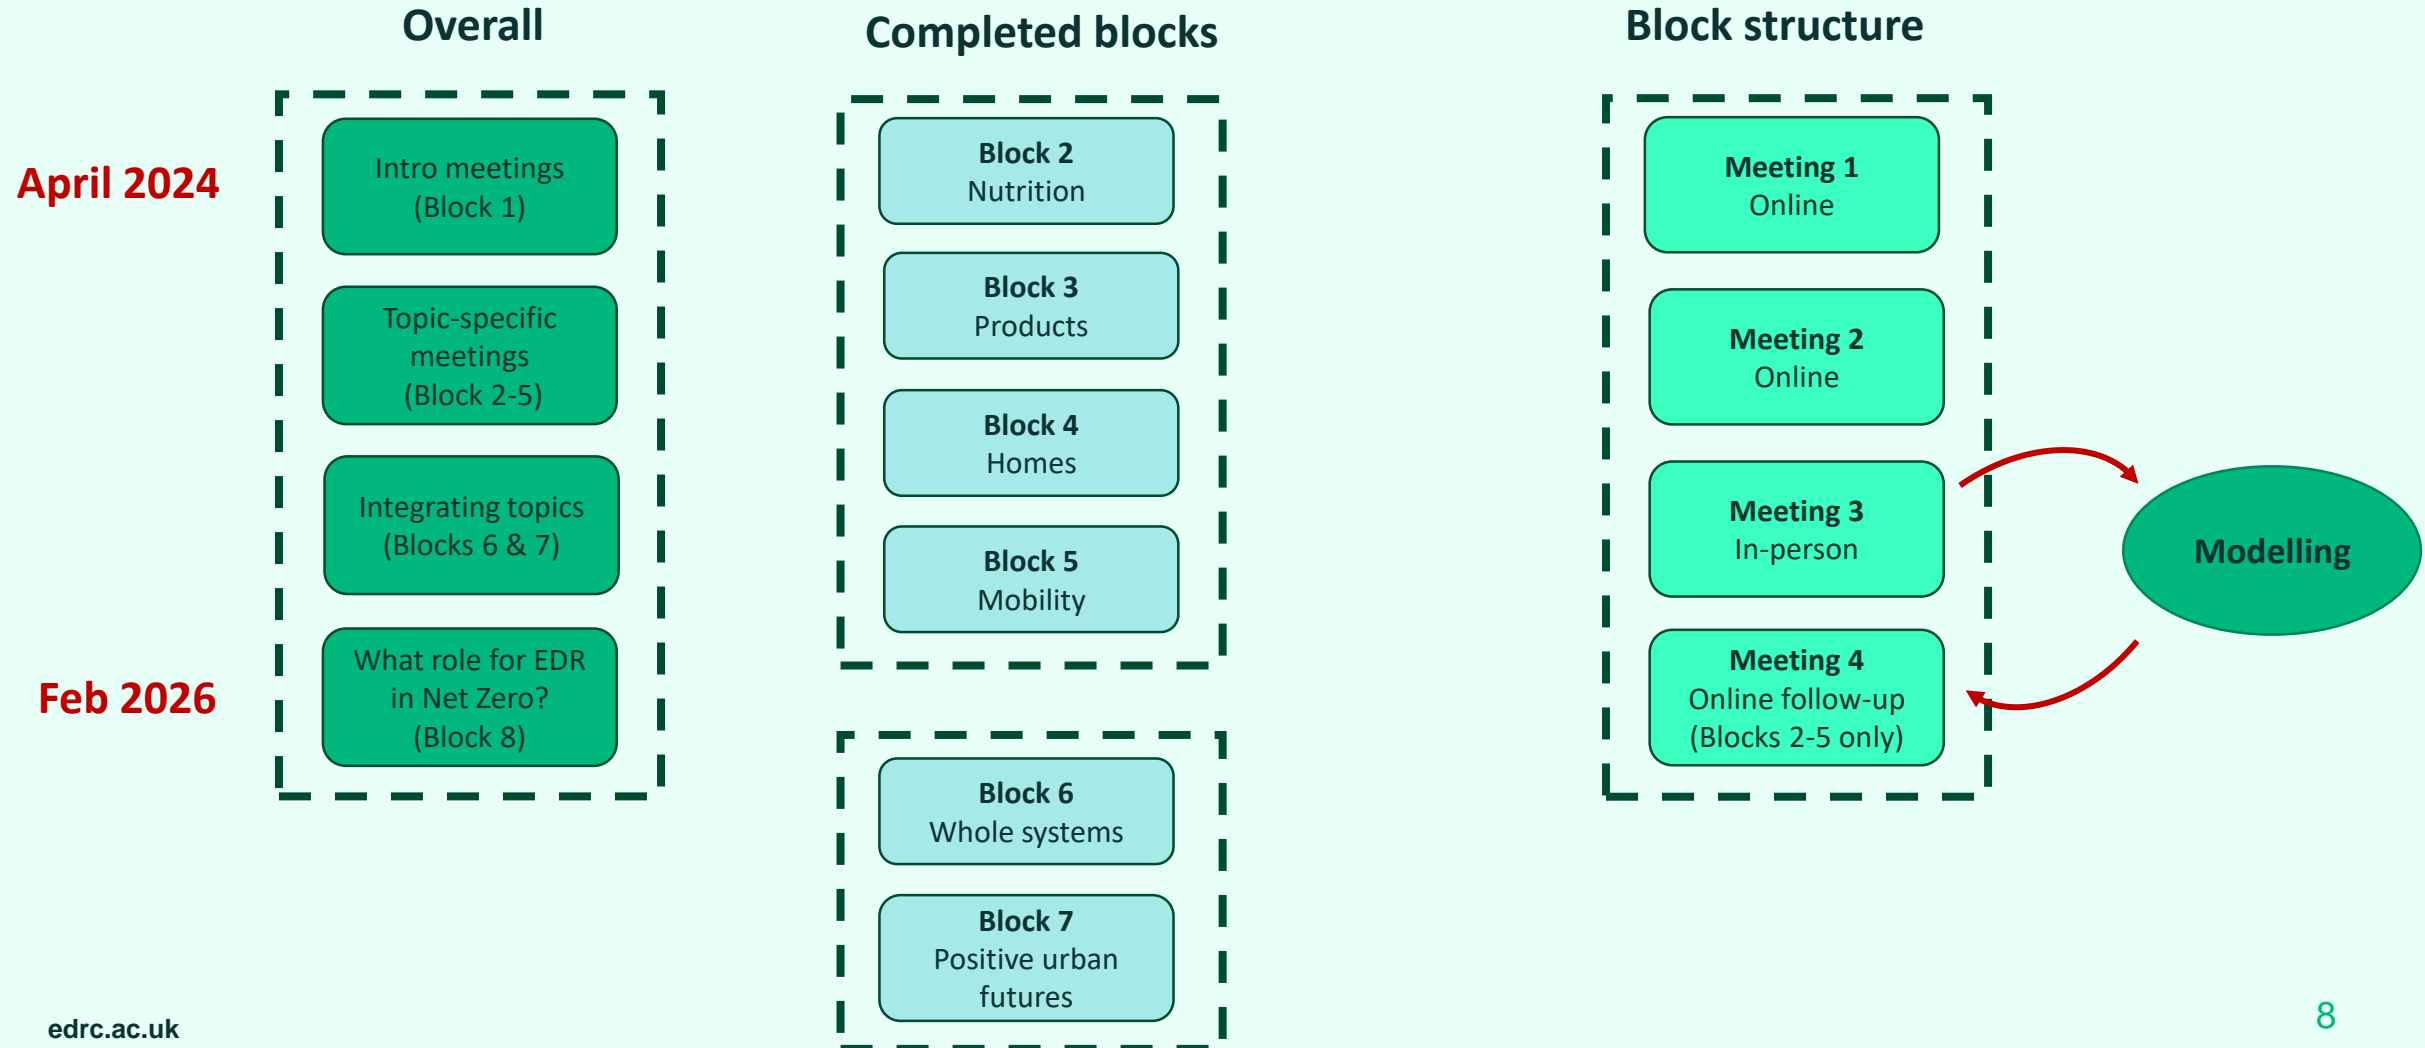 Overall
April 2024
Intro meetings
(Block 1)
Topic-specific
meetings
(Block 2-5)
Integrating topics
(Blocks 6 & 7)
Feb 2026
What role for EDR
in Net Zero?
(Block 8)
Completed blocks
Block 2
Nutrition
Block 3
Products
Block 4
Homes
Block 5
Mobility
Block 6
Whole systems
Block 7
Positive urban
futures
Block structure
Meeting 1
Online
Meeting 2
Online
Meeting 3
In-person
Meeting 4
Online follow-up
(Blocks 2-5 only)
Modelling
edrc.ac.uk
8